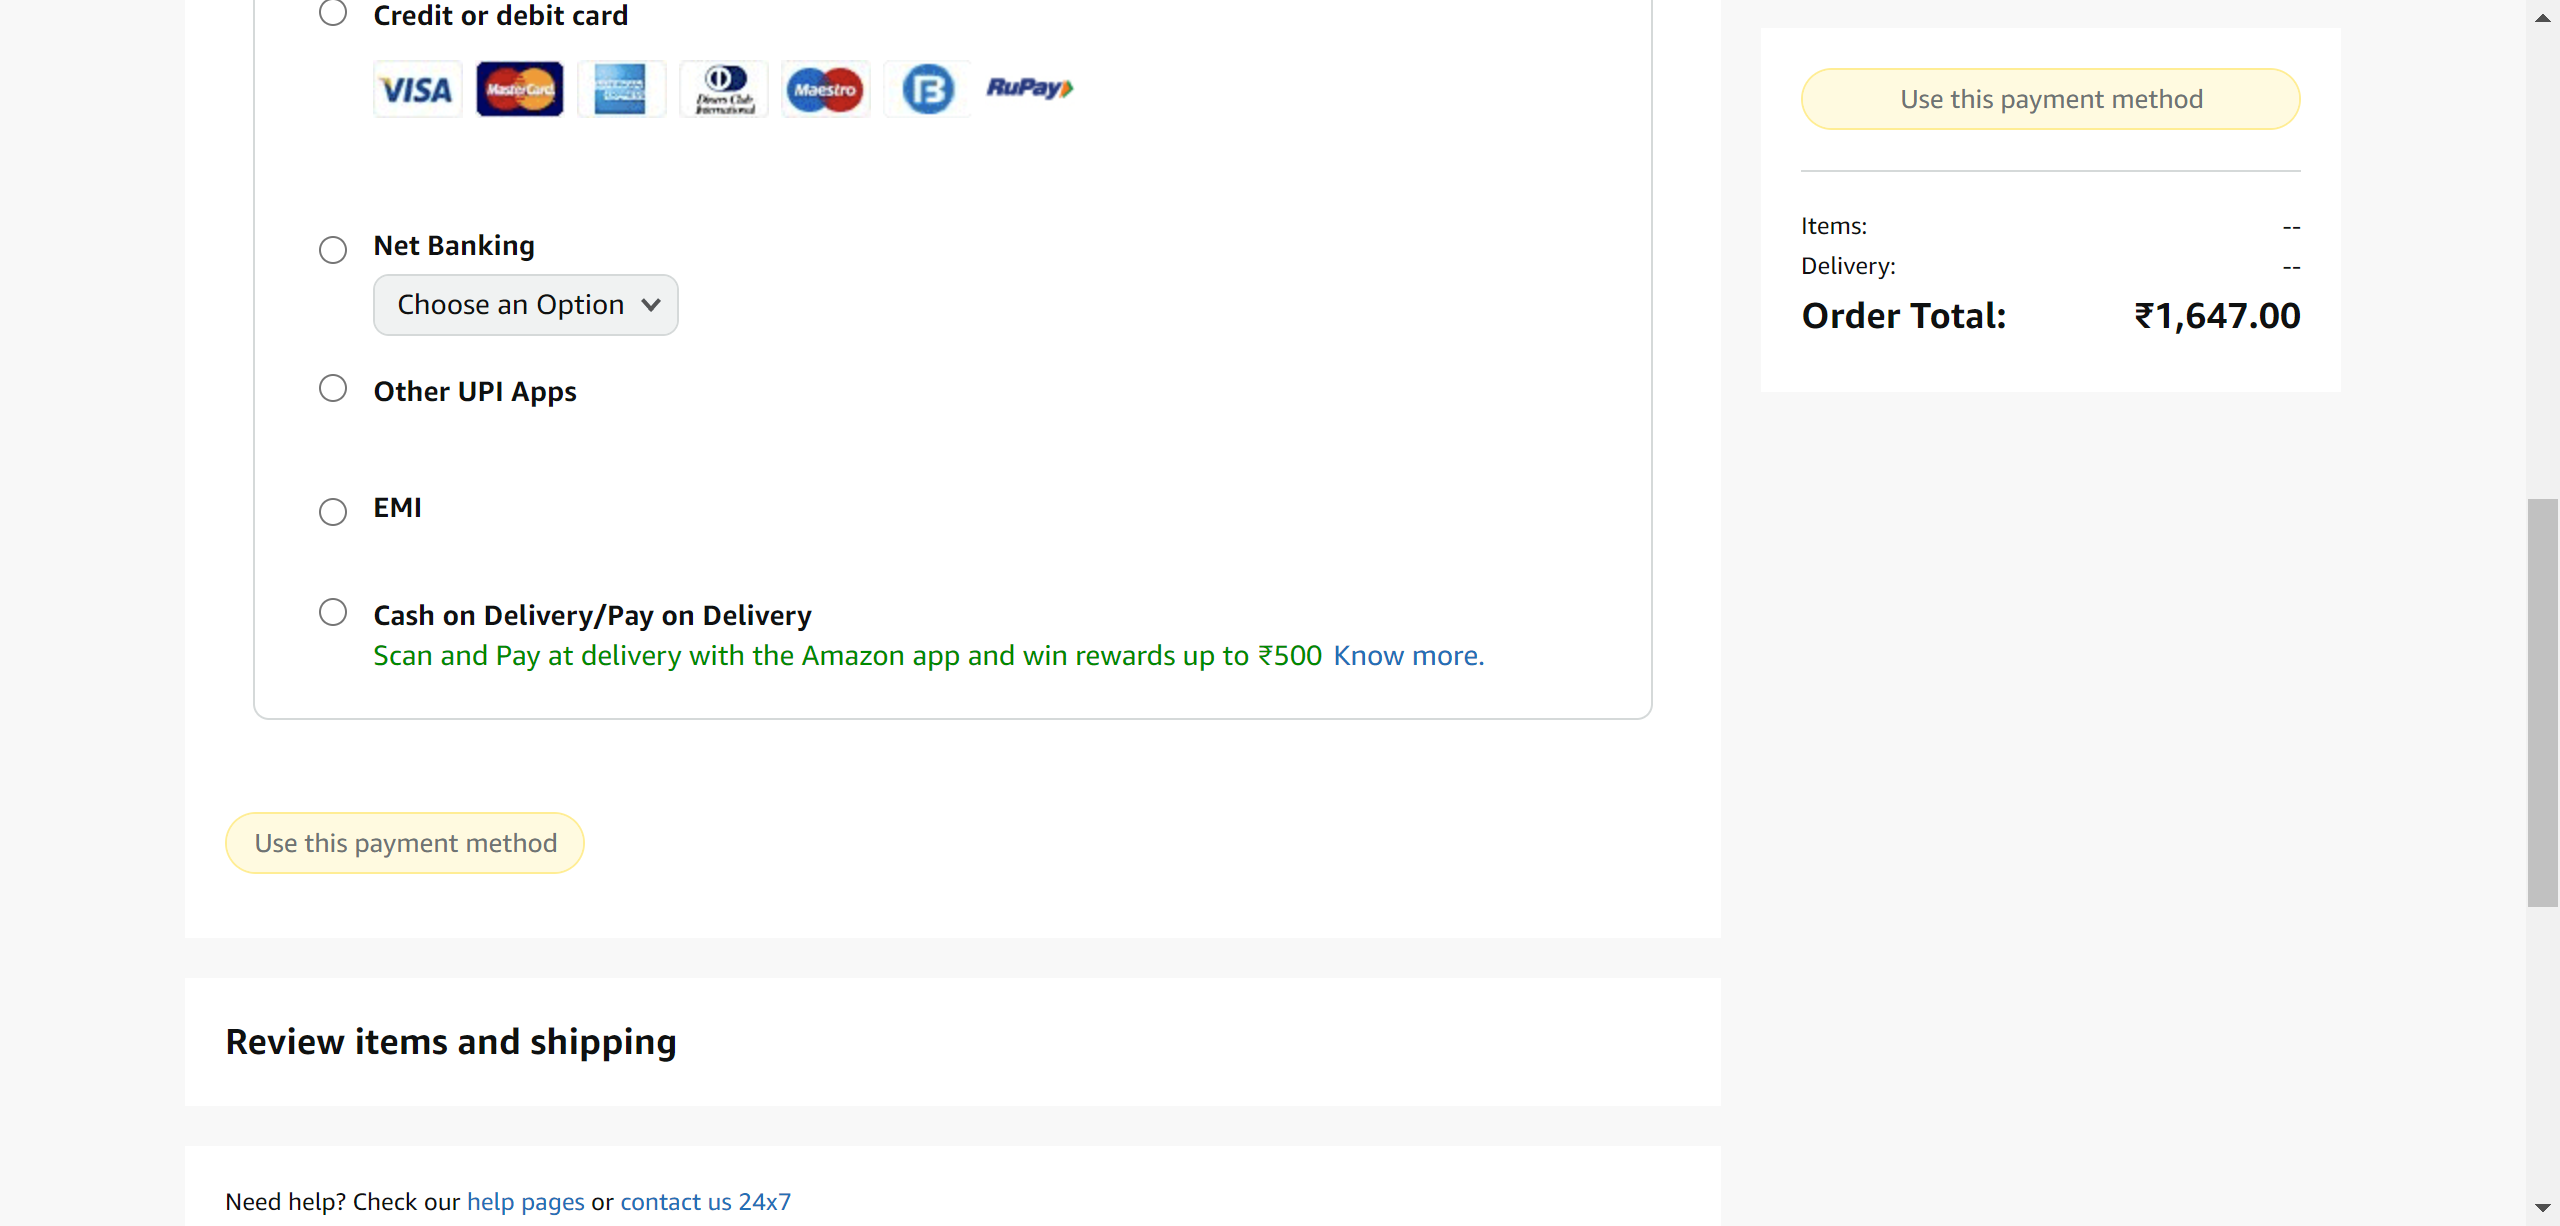 Credit or debit card
VISA MasterCard AMERICAN EXPRESS Diners Club International Maestro RuPay
Net Banking
Choose an Option
Other UPI Apps
EMI
Cash on Delivery/Pay on Delivery
Scan and Pay at delivery with the Amazon app and win rewards up to ₹500 Know more.
Use this payment method
Review items and shipping
Need help? Check our help pages or contact us 24x7
Use this payment method
Items: --
Delivery: --
Order Total: ₹1,647.00